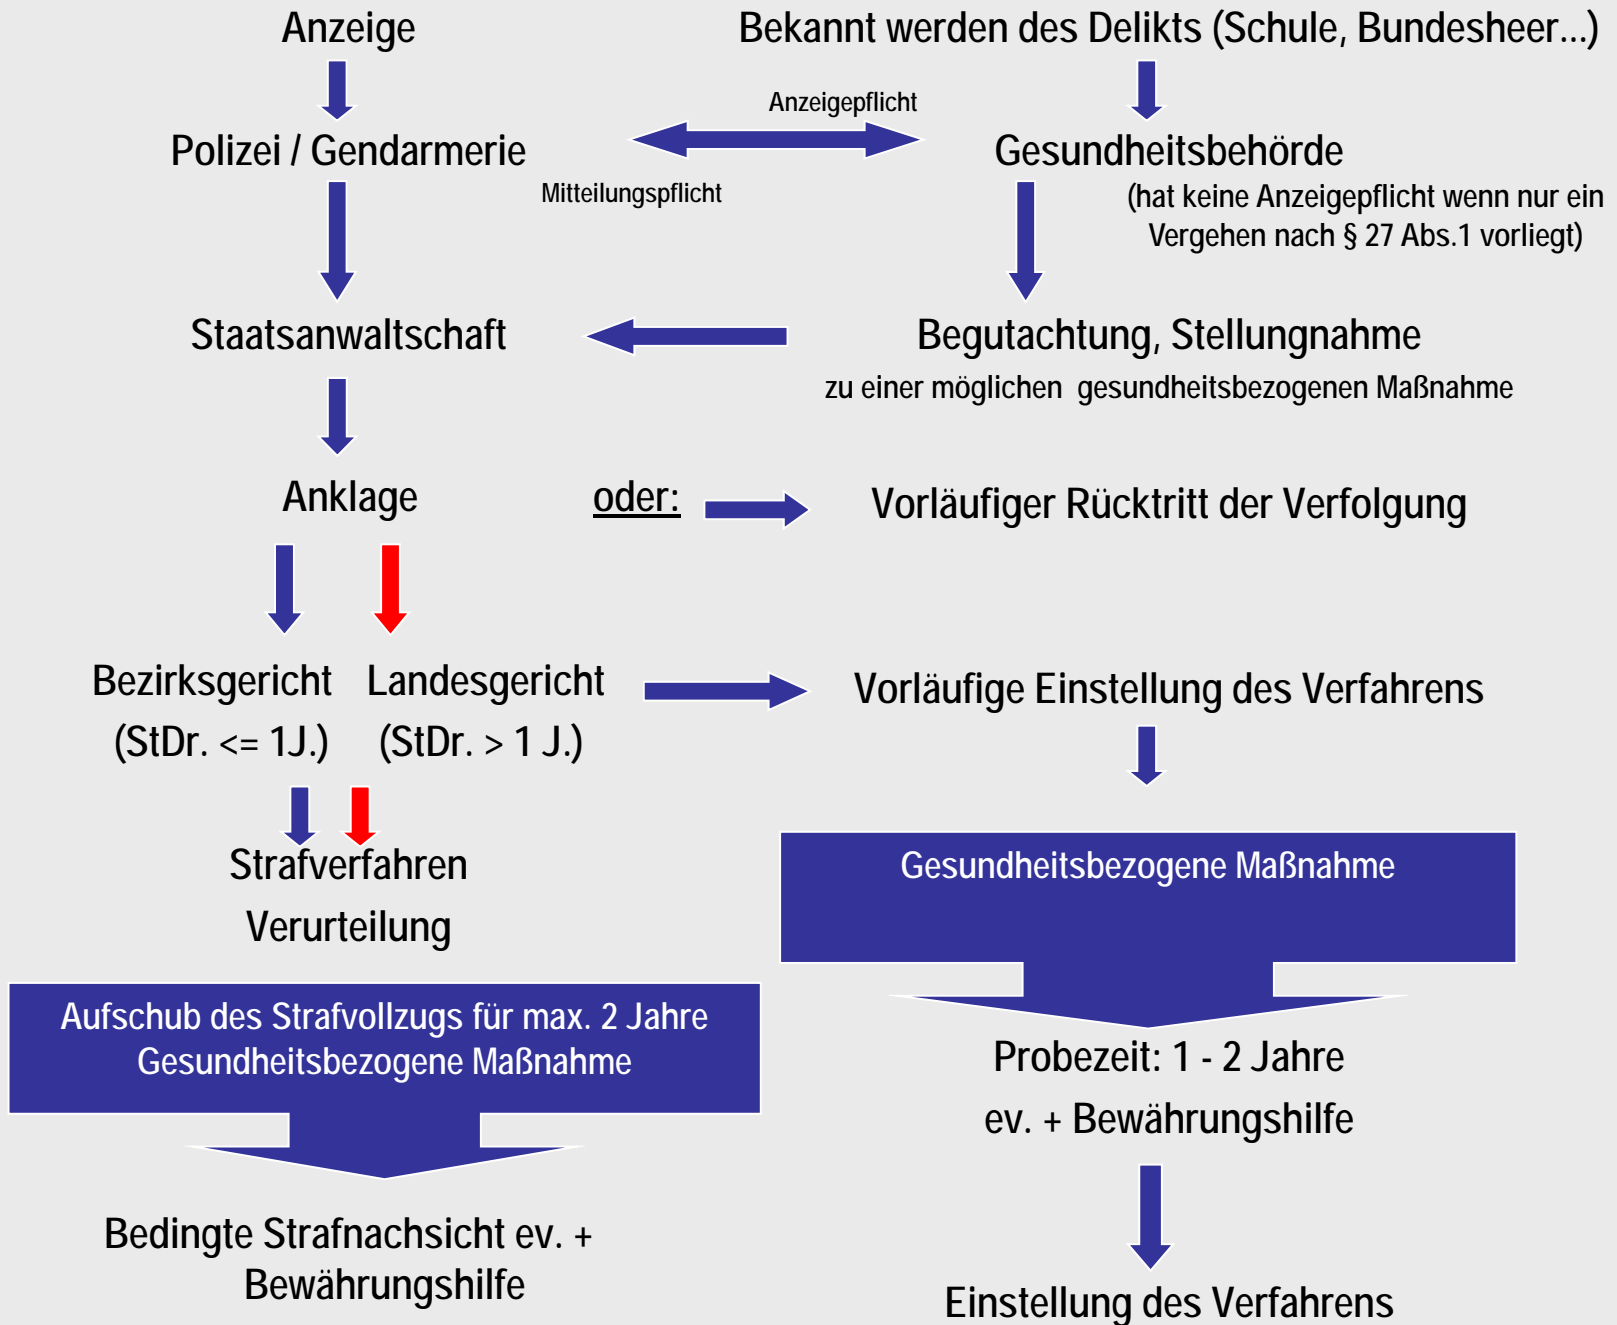 Anzeige
Bekannt werden des Delikts (Schule, Bundesheer...)
Anzeigepflicht
Polizei / Gendarmerie
Gesundheitsbehörde
Mitteilungspflicht
(hat keine Anzeigepflicht wenn nur ein
Vergehen nach § 27 Abs.1 vorliegt)
Staatsanwaltschaft
Begutachtung, Stellungnahme
zu einer möglichen gesundheitsbezogenen Maßnahme
Anklage
oder:
Vorläufiger Rücktritt der Verfolgung
Bezirksgericht
Landesgericht
Vorläufige Einstellung des Verfahrens
(StDr. <= 1J.)
(StDr. > 1 J.)
Strafverfahren
Verurteilung
Gesundheitsbezogene Maßnahme
Aufschub des Strafvollzugs für max. 2 Jahre
Gesundheitsbezogene Maßnahme
Probezeit: 1 - 2 Jahre
ev. + Bewährungshilfe
Bedingte Strafnachsicht ev. +
Bewährungshilfe
Einstellung des Verfahrens